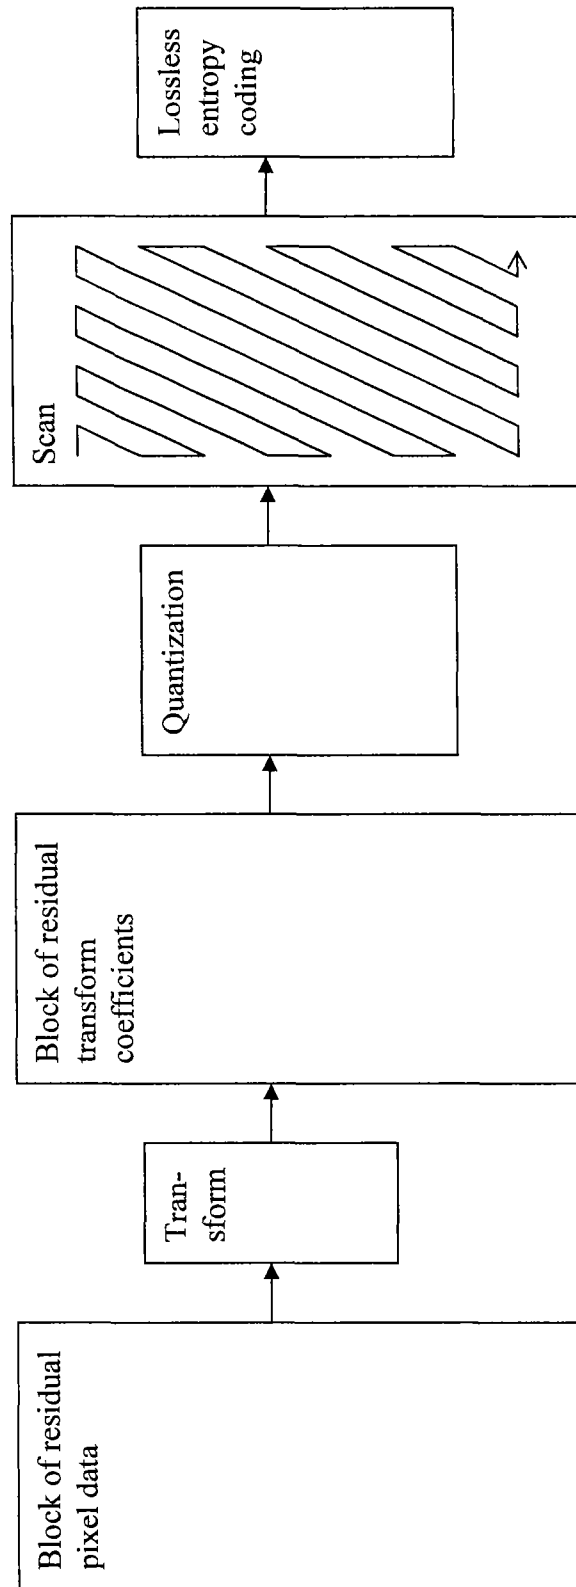 Block of residual
pixel data
Tran-
sform
Block of residual
transform
coefficients
Quantization
Scan
Lossless
entropy
coding